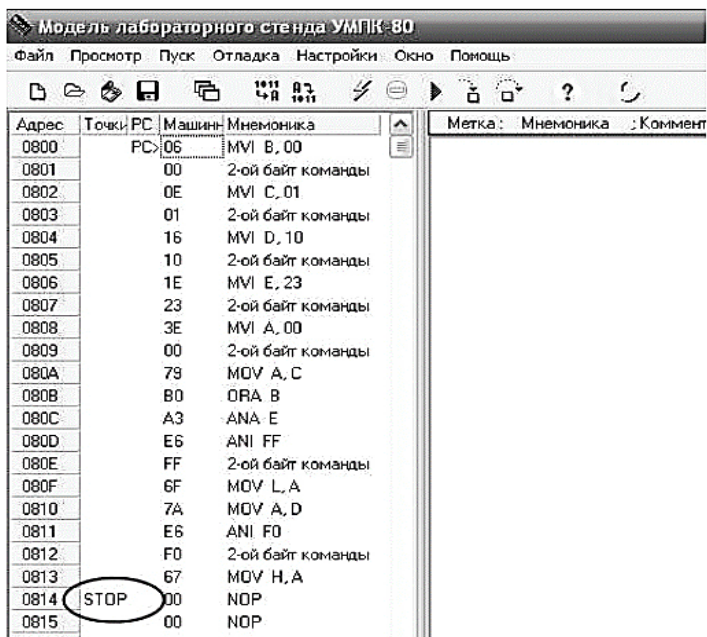 Модель лабораторного стенда УМПК-80
Файл Просмотр Пуск Отладка Настройки Окно Помощь
Адрес Точки PC Машинн Мнемоника
Метка: Мнемоника ;Коммент
0800 PC> 06 MVI B,00
0801 00 2-ой байт команды
0802 0E MVI C,01
0803 01 2-ой байт команды
0804 16 MVI D,10
0805 10 2-ой байт команды
0806 1E MVI E,23
0807 23 2-ой байт команды
0808 3E MVI A,00
0809 00 2-ой байт команды
080A 79 MOV A,C
080B B0 ORA B
080C A3 ANA E
080D E6 ANI FF
080E FF 2-ой байт команды
080F 6F MOV L,A
0810 7A MOV A,D
0811 E6 ANI F0
0812 F0 2-ой байт команды
0813 67 MOV H,A
0814 STOP 00 NOP
0815 00 NOP